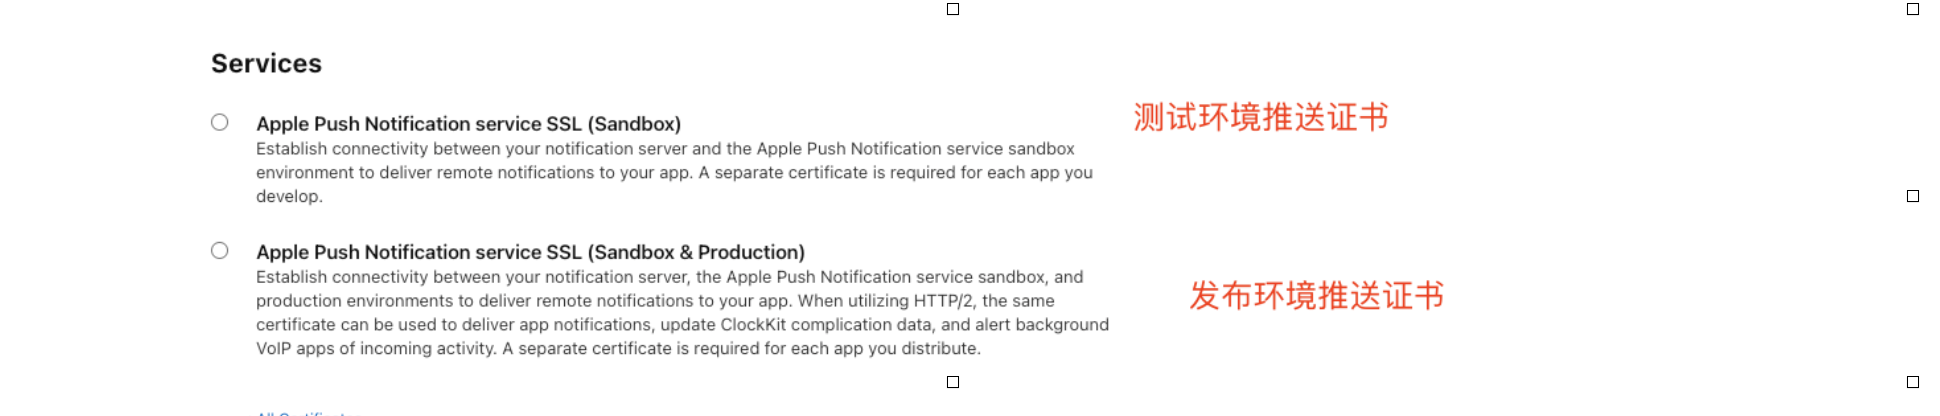 Services
Apple Push Notification service SSL (Sandbox)
测试环境推送证书
Establish connectivity between your notification server and the Apple Push Notification service sandbox
environment to deliver remote notifications to your app. A separate certificate is required for each app you
develop.
Apple Push Notification service SSL (Sandbox & Production)
Establish connectivity between your notification server, the Apple Push Notification service sandbox, and
发布环境推送证书
production environments to deliver remote notifications to your app. When utilizing HTTP/2, the same
certificate can be used to deliver app notifications, update ClockKit complication data, and alert background
VoIP apps of incoming activity. A separate certificate is required for each app you distribute.